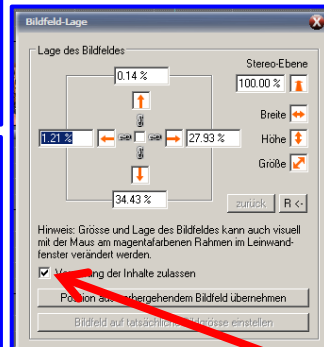 Bildfeld-Lage
Lage des Bildfeldes
Stereo-Ebene
0.14 %
100.00 %
Breite
1.21 %
27.93 %
Höhe
Größe
34.43 %
zurück
R <-
Hinweis: Grösse und Lage des Bildfeldes kann auch visuell
mit der Maus am magentafarbenen Rahmen im Leinwand-
fenster verändert werden.
der Inhalte zulassen
Position aus vorhergehendem Bildfeld übernehmen
Bildfeld auf tatsächliche Bildgrösse einstellen